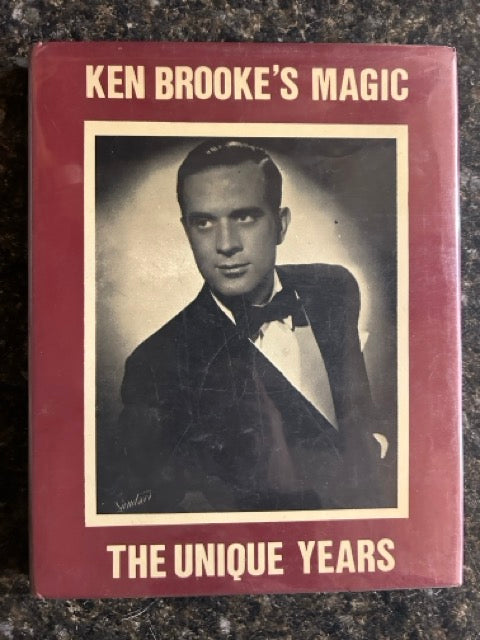 KEN BROOKE'S MAGIC
THE UNIQUE YEARS